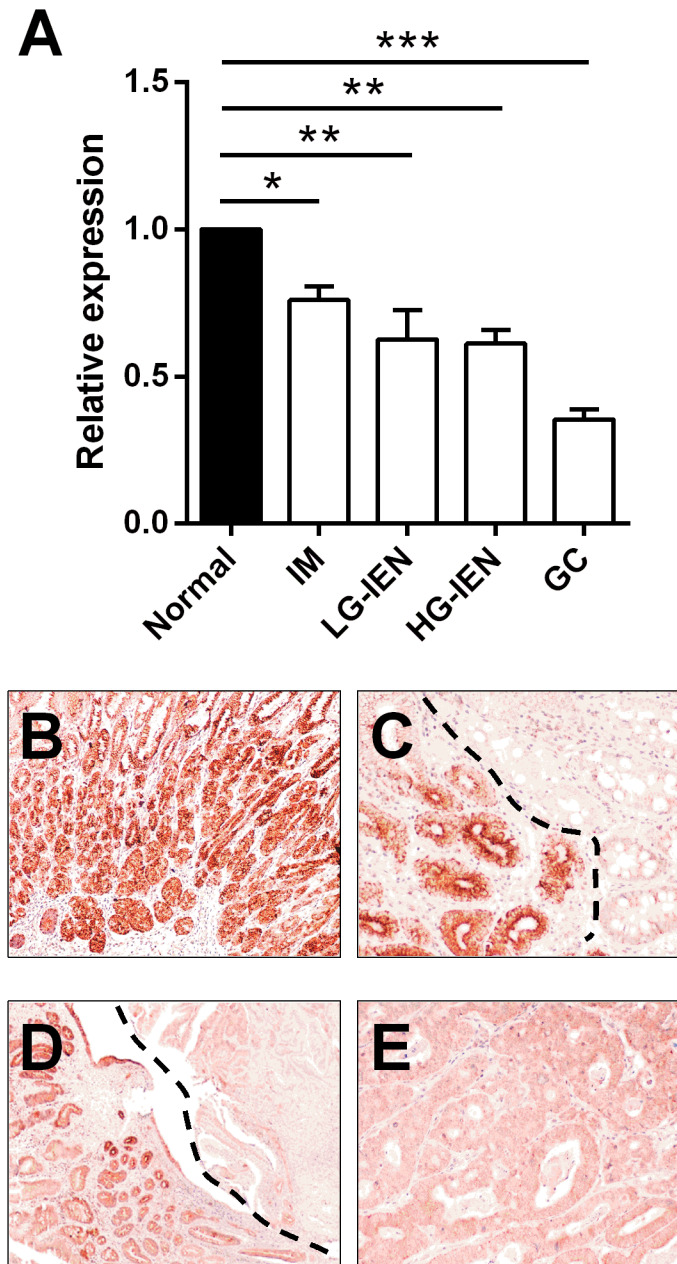 A
***
**
**
*
1.5
1.0
0.5
0.0
Relative expression
Normal
IM
LG-IEN
HG-IEN
GC
B
C
D
E